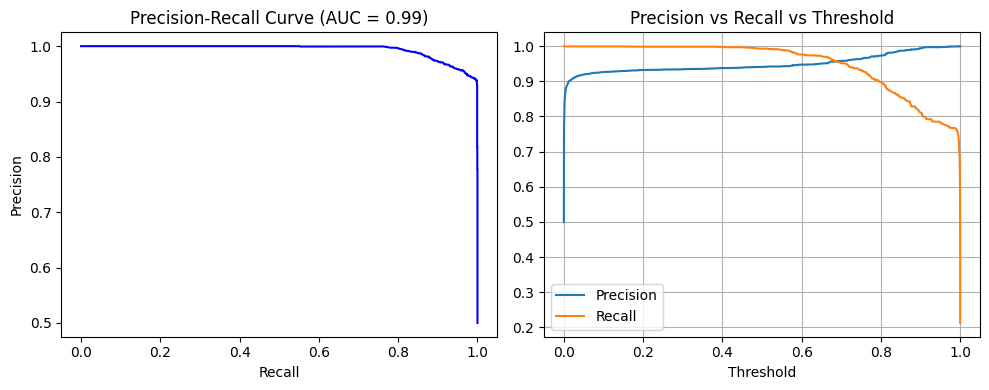 Precision-Recall Curve (AUC = 0.99)
1.0
0.9
0.8
0.7
0.6
0.5
Precision
0.0 0.2 0.4 0.6 0.8 1.0
Recall
Precision vs Recall vs Threshold
1.0
0.9
0.8
0.7
0.6
0.5
0.4
0.3
0.2
Precision
Recall
0.0 0.2 0.4 0.6 0.8 1.0
Threshold